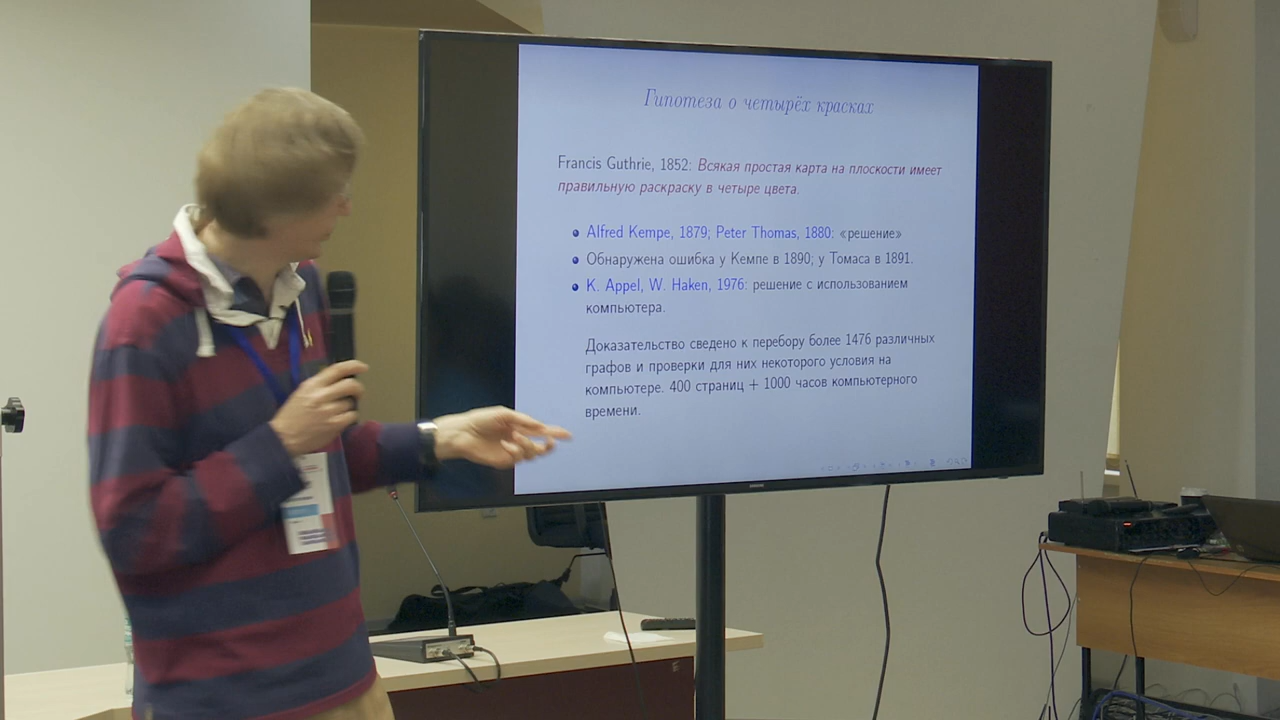 Гипотеза о четырёх красках
Francis Guthrie, 1852: Всякая простая карта на плоскости имеет
правильную раскраску в четыре цвета.
Alfred Kempe, 1879; Peter Thomas, 1880: «решение»
Обнаружена ошибка у Кемпе в 1890; у Томаса в 1891.
K. Appel, W. Haken, 1976: решение с использованием
компьютера.
Доказательство сведено к перебору более 1476 различных
графов и проверки для них некоторого условия на
компьютере. 400 страниц + 1000 часов компьютерного
времени.
SAMSUNG